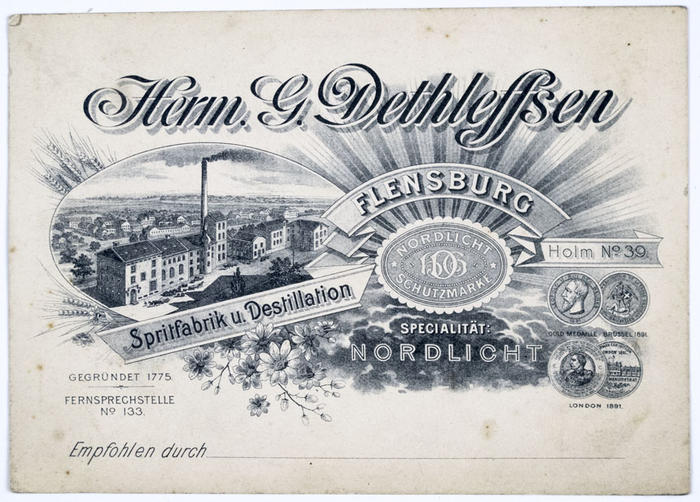 Herm. G. Dethleffsen
FLENSBURG
NORDLICHT
SCHUTZMARKE
Holm No 39.
Spritfabrik u. Destillation
SPECIALITÄT:
NORDLICHT
GOLD MEDAILLE BRÜSSEL 1891.
LONDON 1891.
GEGRÜNDET 1775.
FERNSPRECHSTELLE
No 133.
Empfohlen durch